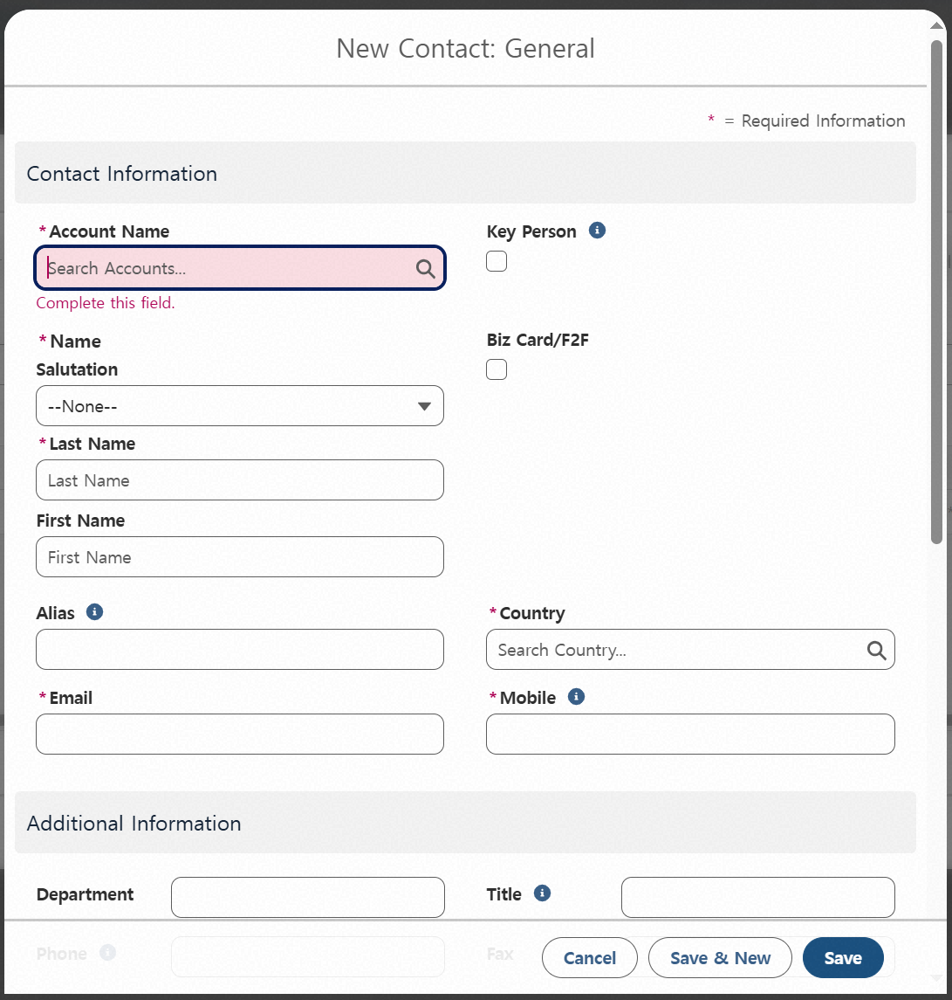 New Contact: General
* = Required Information
Contact Information
*Account Name
Search Accounts...
Complete this field.
Key Person
*Name
Salutation
--None--
Biz Card/F2F
*Last Name
Last Name
First Name
First Name
Alias
*Country
Search Country...
*Email
*Mobile
Additional Information
Department
Title
Phone
Fax
Cancel
Save & New
Save